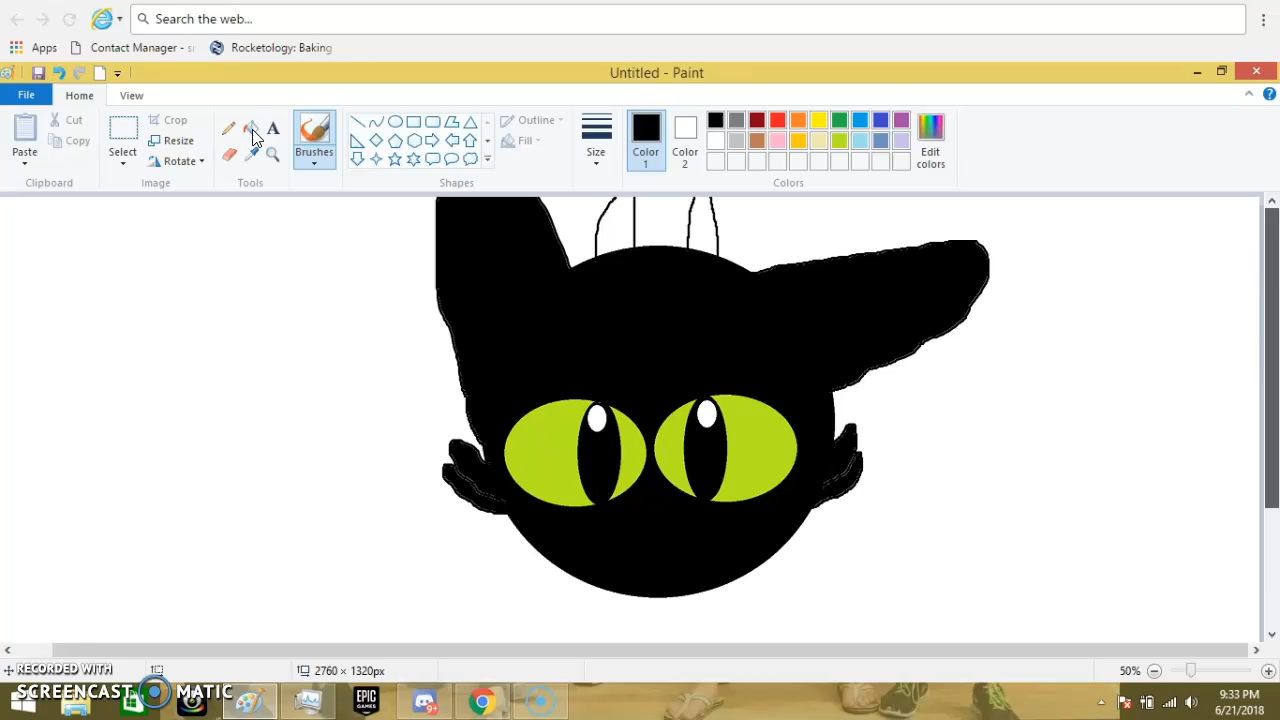 Search the web...
Apps Contact Manager - Rocketology: Baking
Untitled - Paint
File Home View
Paste Cut Copy Clipboard
Select Crop Resize Rotate Image
A Tools
Brushes
Outline Fill Shapes
Size
Color 1 Color 2 Edit colors Colors
2760 × 1320px 50%
RECORDED WITH
SCREENCAST MATIC
EPIC GAMES
9:33 PM
6/21/2018